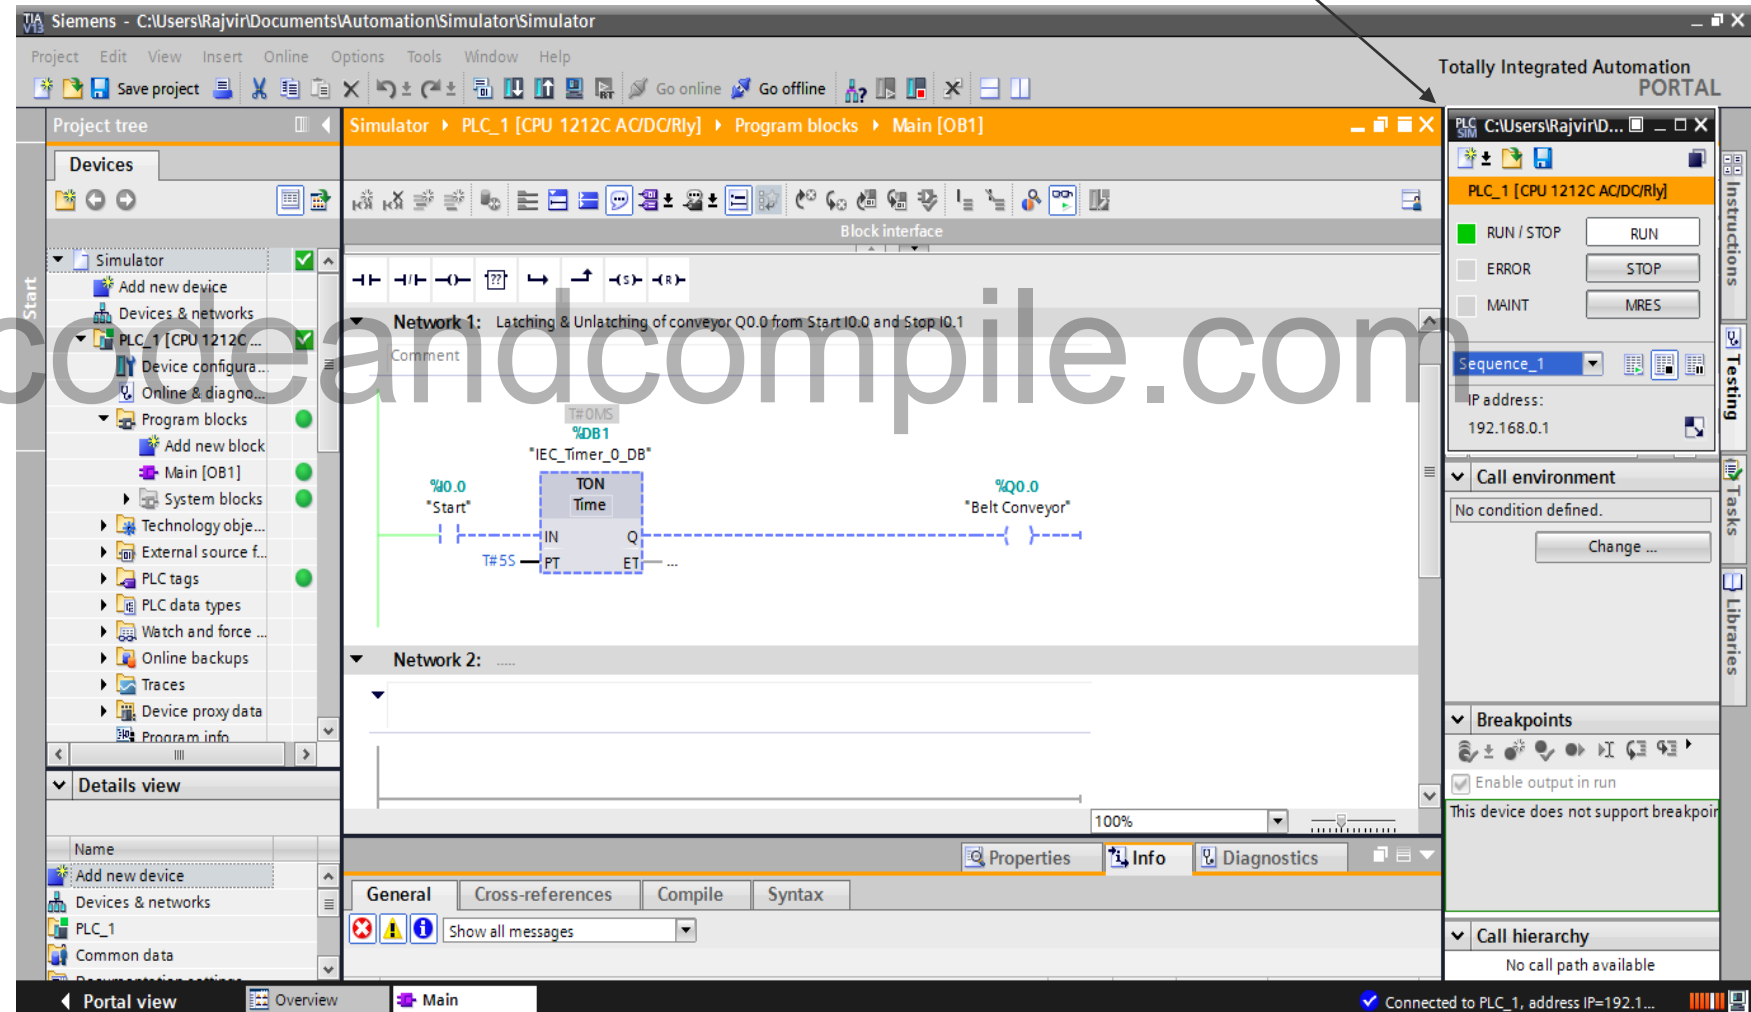 TIA V13 Siemens - C:\Users\Rajvir\Documents\Automation\Simulator\Simulator
Project Edit View Insert Online Options Tools Window Help
Totally Integrated Automation
PORTAL
Save project Go online Go offline
Project tree
Simulator PLC_1 [CPU 1212C AC/DC/Rly] Program blocks Main [OB1]
Devices
Block interface
Start
Simulator
Add new device
Devices & networks
PLC_1 [CPU 1212C ...
Device configura...
Online & diagno...
Program blocks
Add new block
Main [OB1]
System blocks
Technology obje...
External source f...
PLC tags
PLC data types
Watch and force ...
Online backups
Traces
Device proxy data
Program info
Details view
Name
Add new device
Devices & networks
PLC_1
Common data
Documentation settings
??
(S) (R)
Network 1: Latching & Unlatching of conveyor Q0.0 from Start I0.0 and Stop I0.1
Comment
T#0MS
%DB1
"IEC_Timer_0_DB"
%I0.0
"Start"
TON
Time
IN Q
T#5S PT ET ...
%Q0.0
"Belt Conveyor"
Network 2: .....
100%
Properties Info Diagnostics
General Cross-references Compile Syntax
Show all messages
PLC SIM C:\Users\Rajvir\D...
PLC_1 [CPU 1212C AC/DC/Rly]
RUN / STOP RUN
ERROR STOP
MAINT MRES
Sequence_1
IP address:
192.168.0.1
Call environment
No condition defined.
Change ...
Breakpoints
Enable output in run
This device does not support breakpoin
Call hierarchy
No call path available
Instructions
Testing
Tasks
Libraries
Portal view Overview Main
Connected to PLC_1, address IP=192.1...
codeandcompile.com